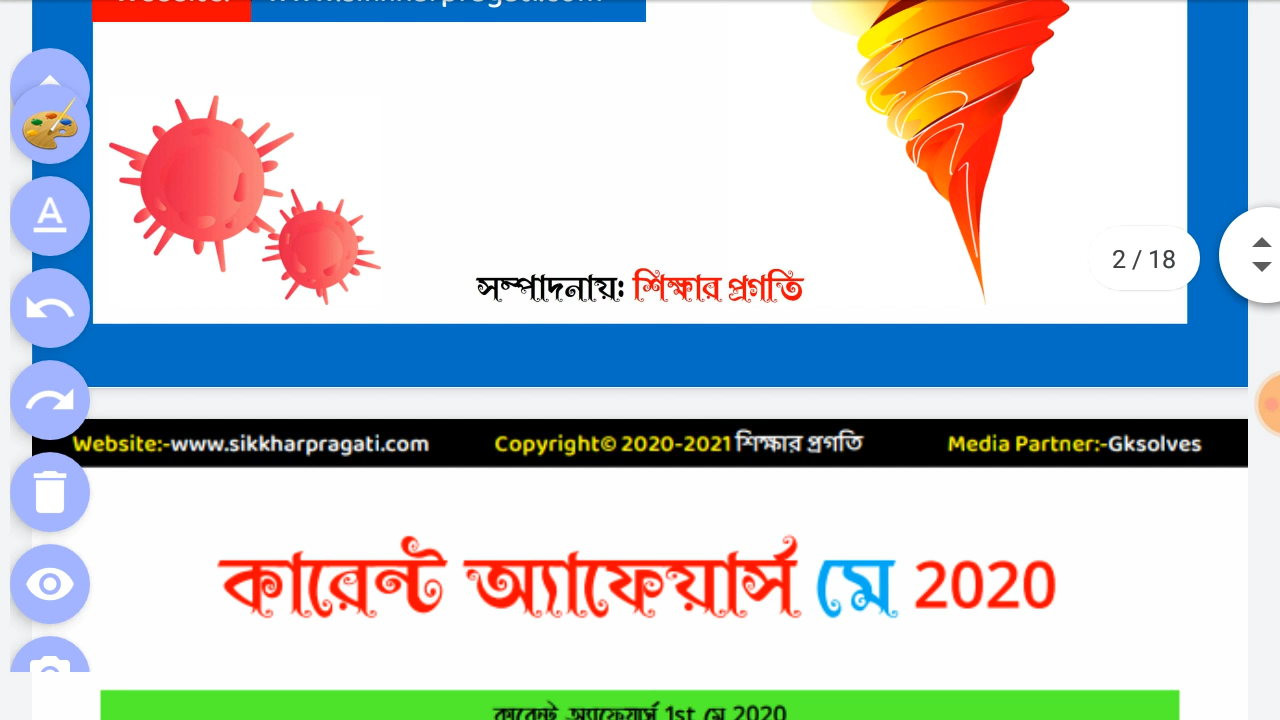 সম্পাদনায়: শিক্ষার প্রগতি
2 / 18
Website:-www.sikkharpragati.com Copyright© 2020-2021 শিক্ষার প্রগতি Media Partner:-Gksolves
কারেন্ট অ্যাফেয়ার্স মে 2020
কারেন্ট অ্যাফেয়ার্স 1st মে 2020